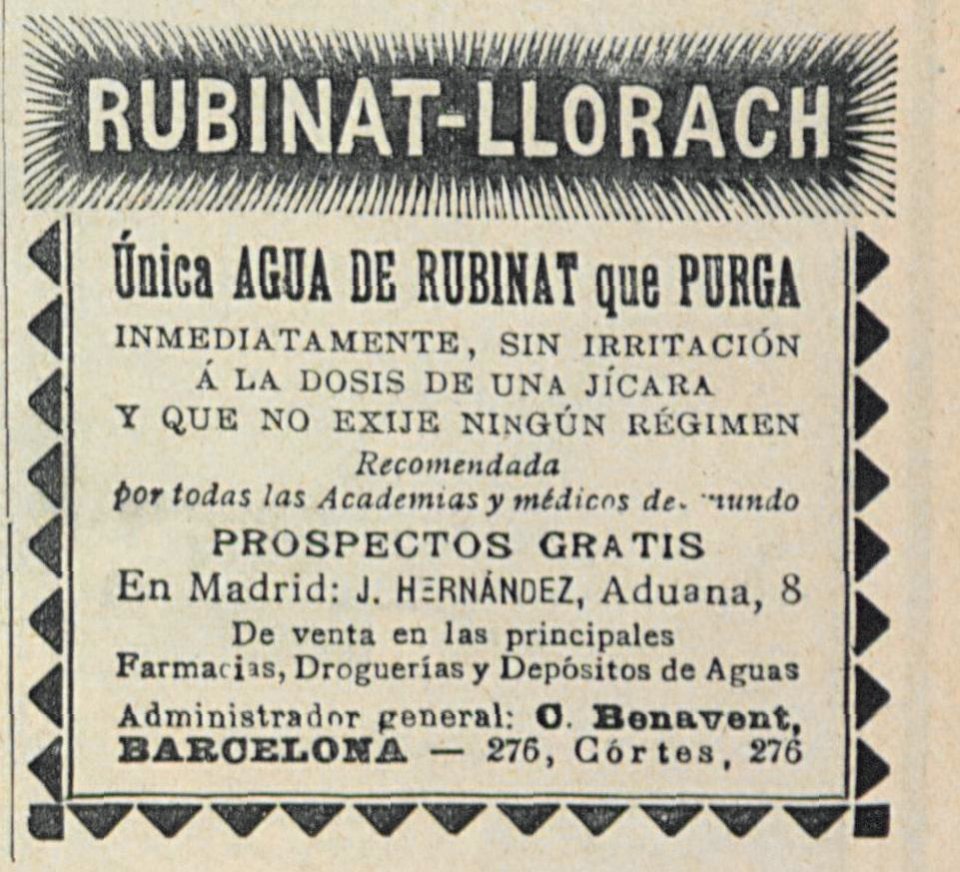 RUBINAT-LLORACH
Única AGUA DE RUBINAT que PURGA
INMEDIATAMENTE, SIN IRRITACIÓN
Á LA DOSIS DE UNA JÍCARA
Y QUE NO EXIJE NINGÚN RÉGIMEN
Recomendada
por todas las Academias y médicos del mundo
PROSPECTOS GRATIS
En Madrid: J. HERNÁNDEZ, Aduana, 8
De venta en las principales
Farmacias, Droguerías y Depósitos de Aguas
Administrador general: C. Benavent,
BARCELONA — 276, Córtes, 276